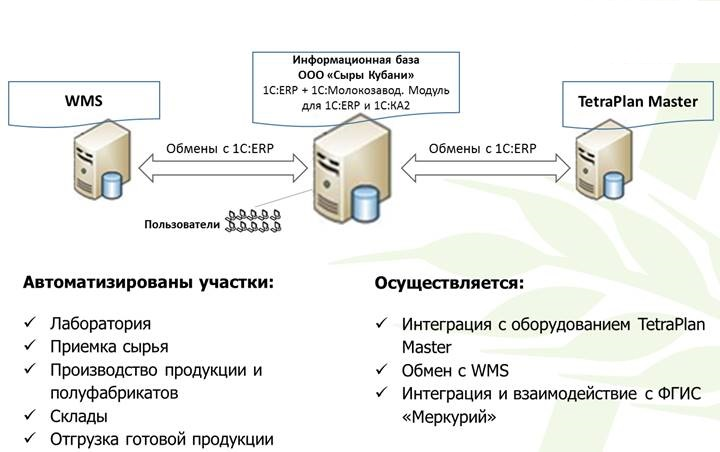 Информационная база
ООО «Сыры Кубани»
1С:ERP + 1С:Молокозавод. Модуль
для 1С:ERP и 1С:КА2
WMS
TetraPlan Master
Обмены с 1С:ERP
Обмены с 1С:ERP
Пользователи
Автоматизированы участки:
✓ Лаборатория
✓ Приемка сырья
✓ Производство продукции и
полуфабрикатов
✓ Склады
✓ Отгрузка готовой продукции
Осуществляется:
✓ Интеграция с оборудованием TetraPlan
Master
✓ Обмен с WMS
✓ Интеграция и взаимодействие с ФГИС
«Меркурий»